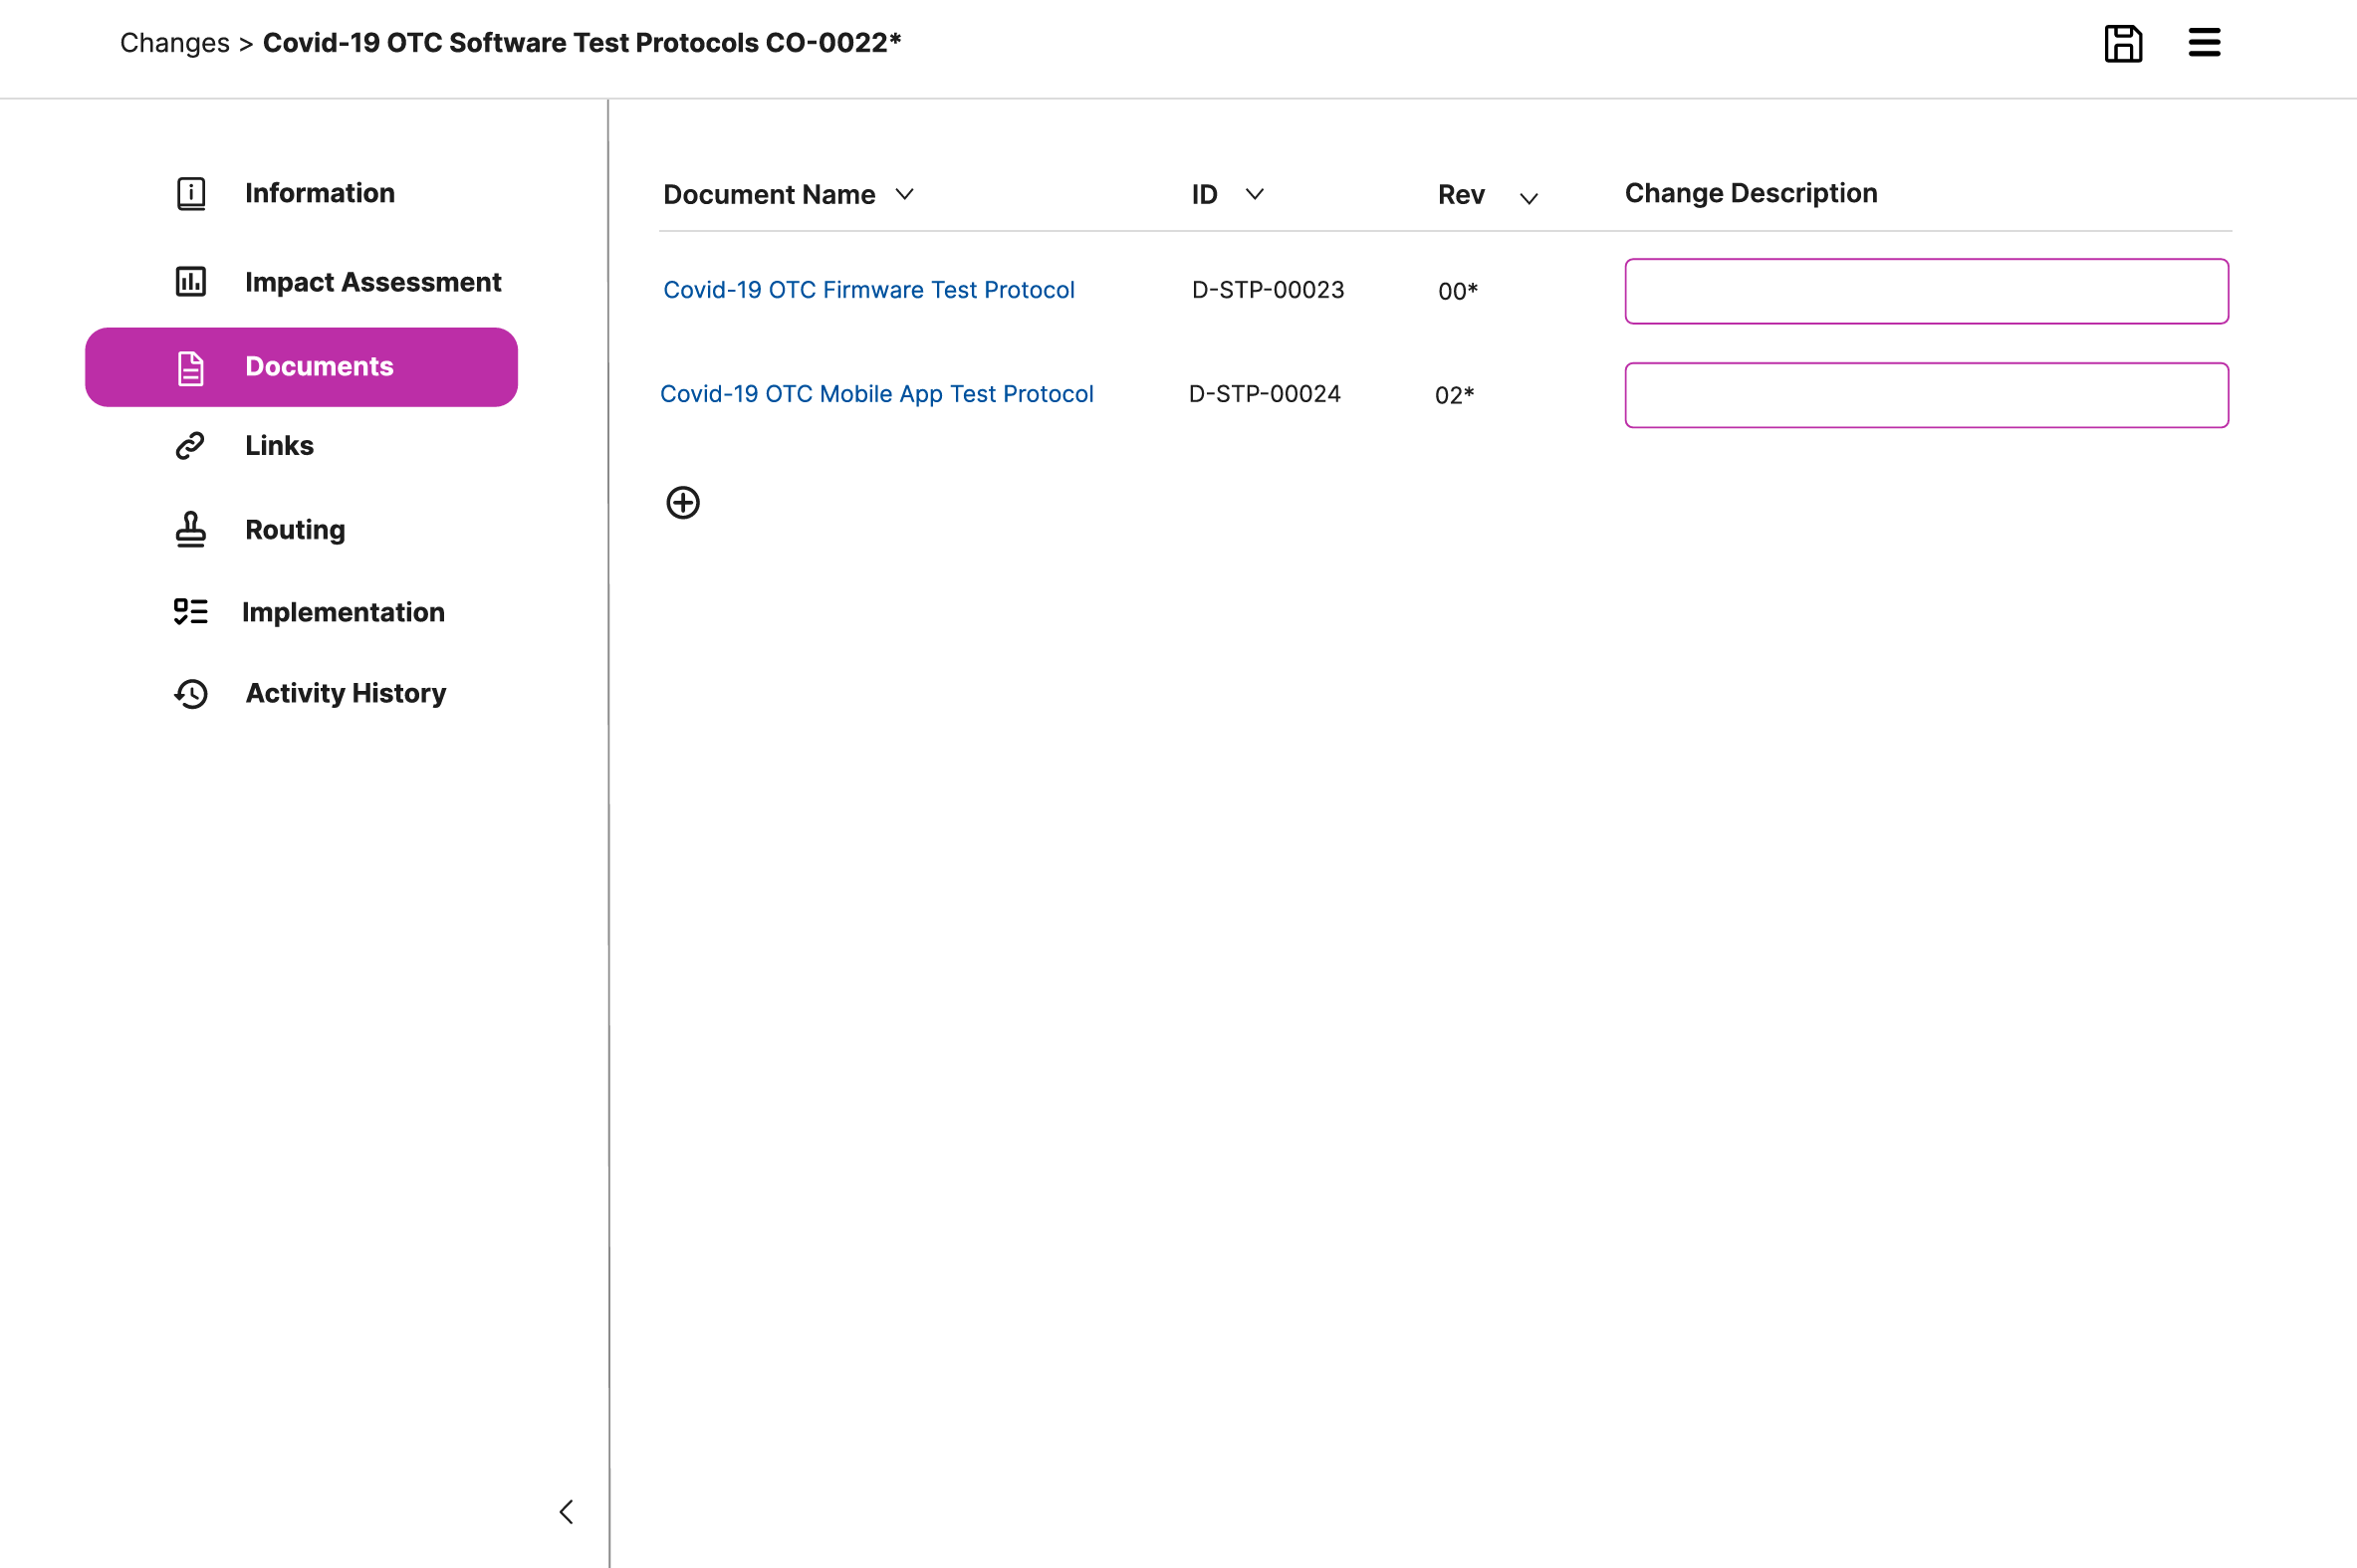 Changes > Covid-19 OTC Software Test Protocols CO-0022*
Information
Impact Assessment
Documents
Links
Routing
Implementation
Activity History
Document Name ID Rev Change Description
Covid-19 OTC Firmware Test Protocol D-STP-00023 00*
Covid-19 OTC Mobile App Test Protocol D-STP-00024 02*